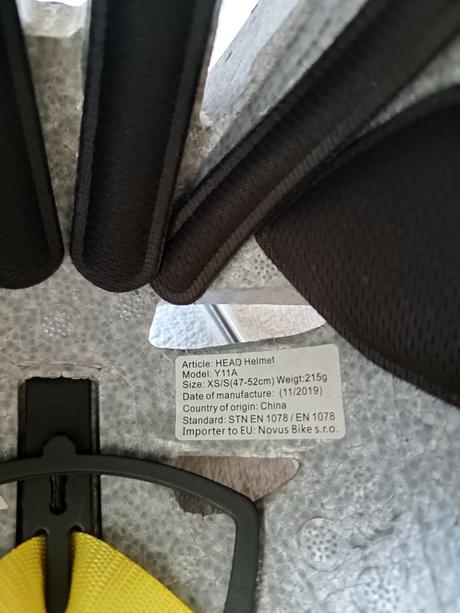 Article: HEAD Helmet
Model: Y11A
Size: XS/S(47-52cm) Weigt:215g
Date of manufacture: (11/2019)
Country of origin: China
Standard: STN EN 1078 / EN 1078
Importer to EU: Novus Bike s.r.o.